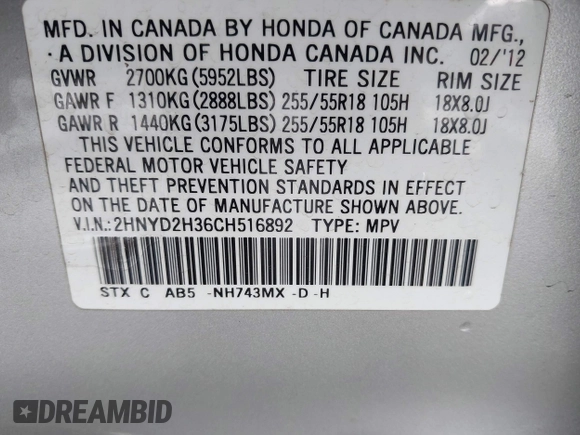 MFD. IN CANADA BY HONDA OF CANADA MFG.,
A DIVISION OF HONDA CANADA INC. 02/'12
GVWR 2700KG(5952LBS) TIRE SIZE RIM SIZE
GAWR F 1310KG(2888LBS) 255/55R18 105H 18X8.0J
GAWR R 1440KG(3175LBS) 255/55R18 105H 18X8.0J
THIS VEHICLE CONFORMS TO ALL APPLICABLE
FEDERAL MOTOR VEHICLE SAFETY
AND THEFT PREVENTION STANDARDS IN EFFECT
ON THE DATE OF MANUFACTURE SHOWN ABOVE.
V.I.N.:2HNYD2H36CH516892 TYPE: MPV
STX C AB5 -NH743MX -D -H
DREAMBID